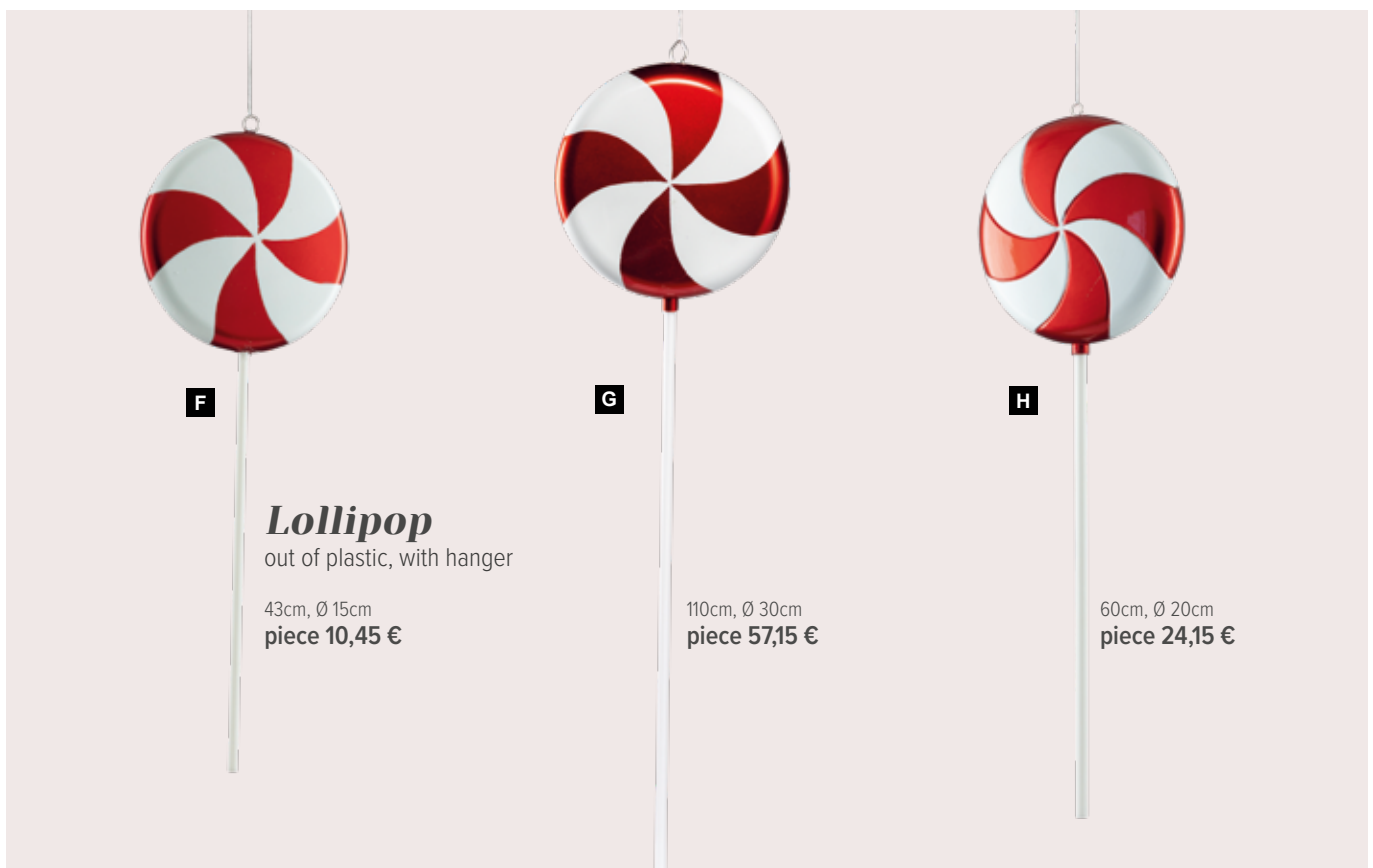 F
G
H
Lollipop
out of plastic, with hanger
43cm, Ø 15cm
piece 10,45 €
110cm, Ø 30cm
piece 57,15 €
60cm, Ø 20cm
piece 24,15 €